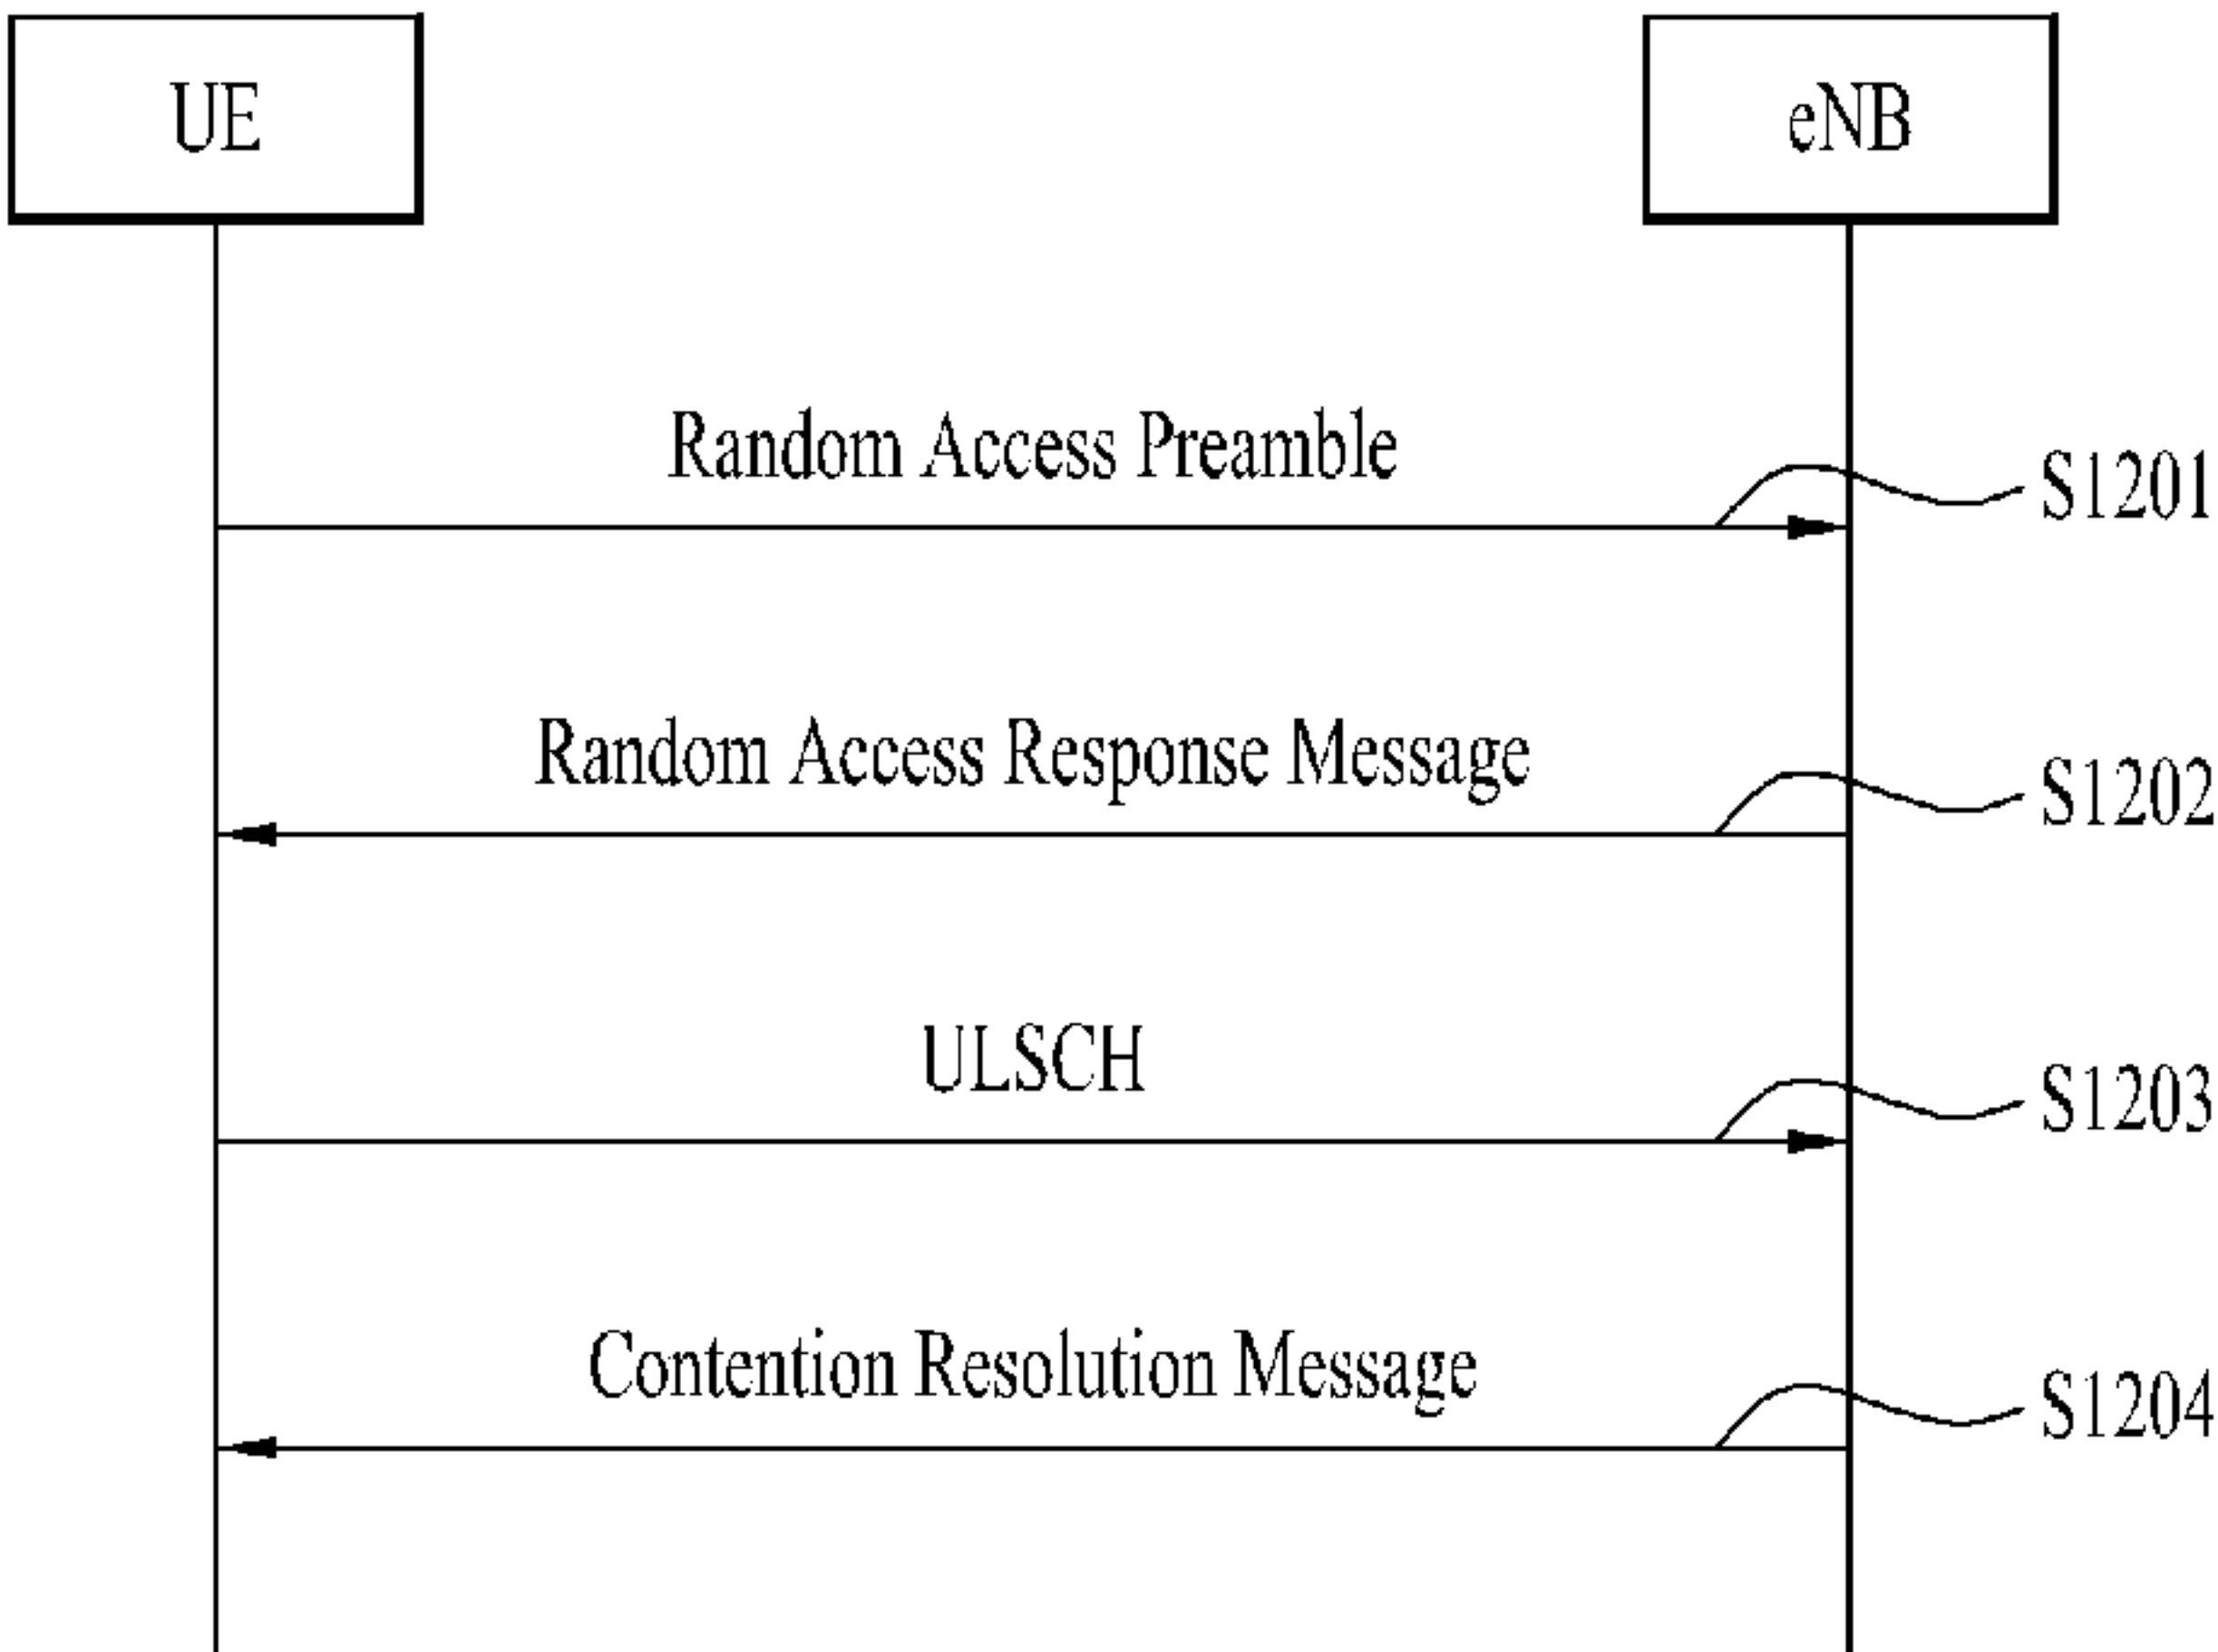 UE
eNB
Random Access Preamble
S1201
Random Access Response Message
S1202
ULSCH
S1203
Contention Resolution Message
S1204